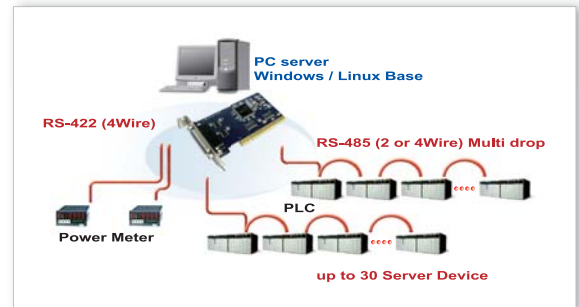 PC server
Windows / Linux Base
RS-422 (4Wire)
RS-485 (2 or 4Wire) Multi drop
PLC
Power Meter
up to 30 Server Device